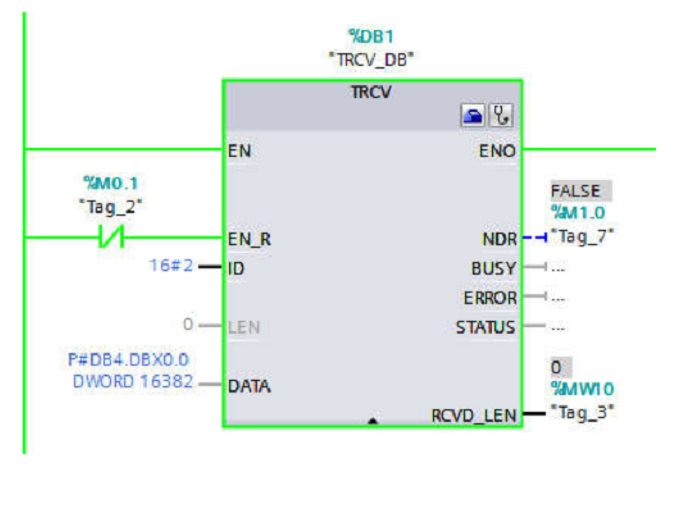 %DB1
"TRCV_DB"
TRCV
EN
ENO
%M0.1
"Tag_2"
FALSE
%M1.0
EN_R
NDR
"Tag_7"
16#2
ID
BUSY
...
ERROR
...
0
LEN
STATUS
...
P#DB4.DBX0.0
DWORD 16382
DATA
0
%MW10
RCVD_LEN
"Tag_3"